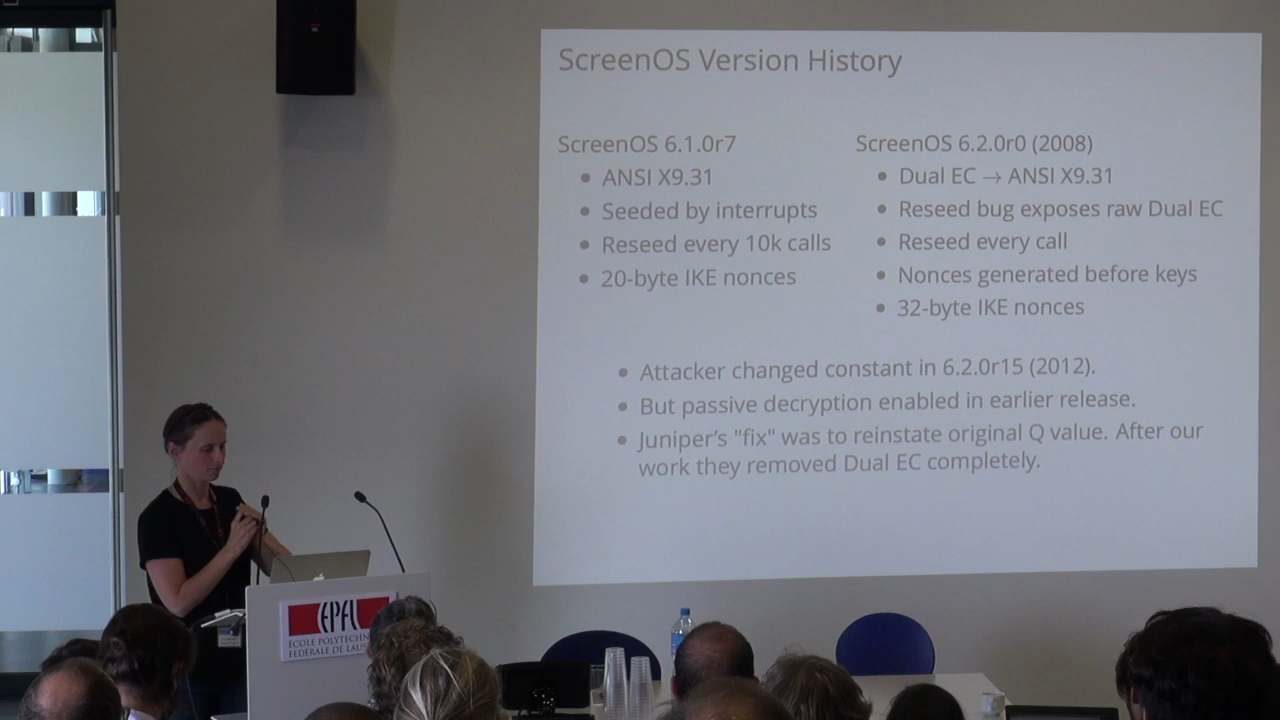 ScreenOS Version History
ScreenOS 6.1.0r7
• ANSI X9.31
• Seeded by interrupts
• Reseed every 10k calls
• 20-byte IKE nonces
ScreenOS 6.2.0r0 (2008)
• Dual EC → ANSI X9.31
• Reseed bug exposes raw Dual EC
• Reseed every call
• Nonces generated before keys
• 32-byte IKE nonces
• Attacker changed constant in 6.2.0r15 (2012).
• But passive decryption enabled in earlier release.
• Juniper's "fix" was to reinstate original Q value. After our
work they removed Dual EC completely.
EPFL
ÉCOLE POLYTECHN
FÉDÉRALE DE LAUS